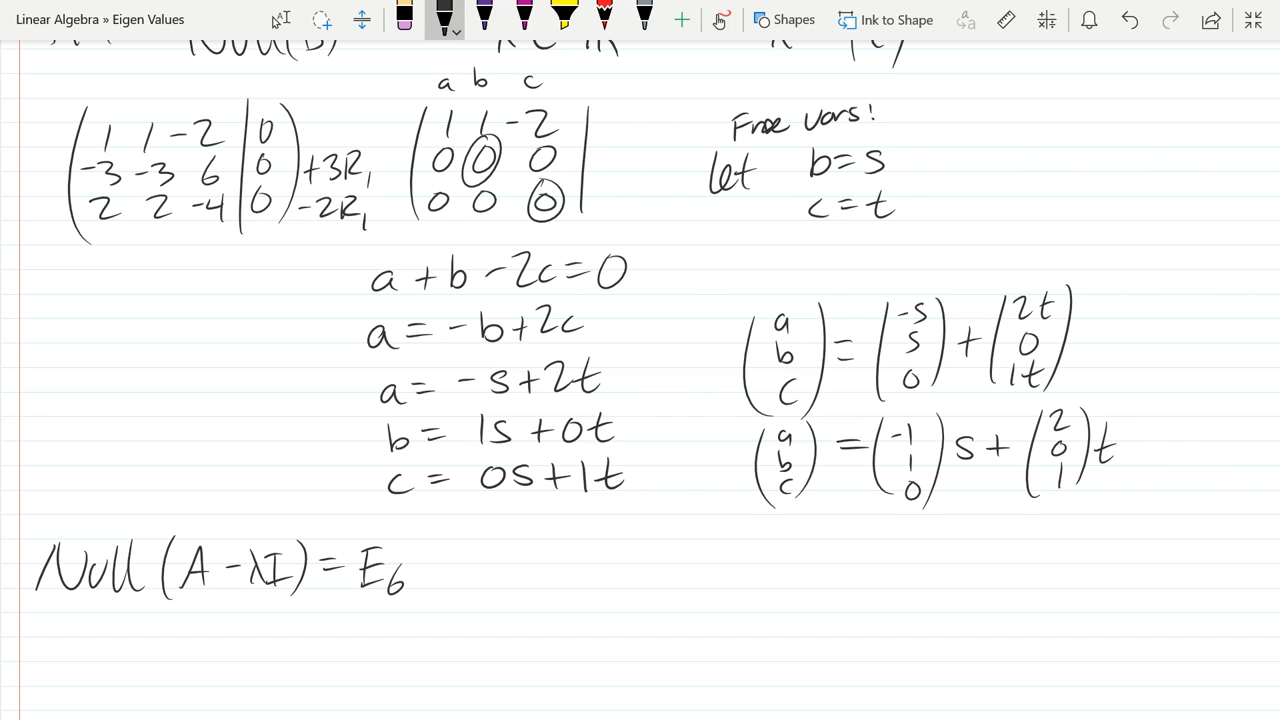 Linear Algebra » Eigen Values
Shapes Ink to Shape
Null(B)
a b c
1 1 -2 | 0
-3 -3 6 | 0 +3R₁
2 2 -4 | 0 -2R₁
1 1 -2
0 0 0
0 0 0
Free Vars!
let b=s
c=t
a+b-2c=0
a=-b+2c
a=-s+2t
b=1s+0t
c=0s+1t
(a b c) = (-s s 0) + (2t 0 1t)
(a b c) = (-1 1 0) s + (2 0 1) t
Null (A-λI) = E₆